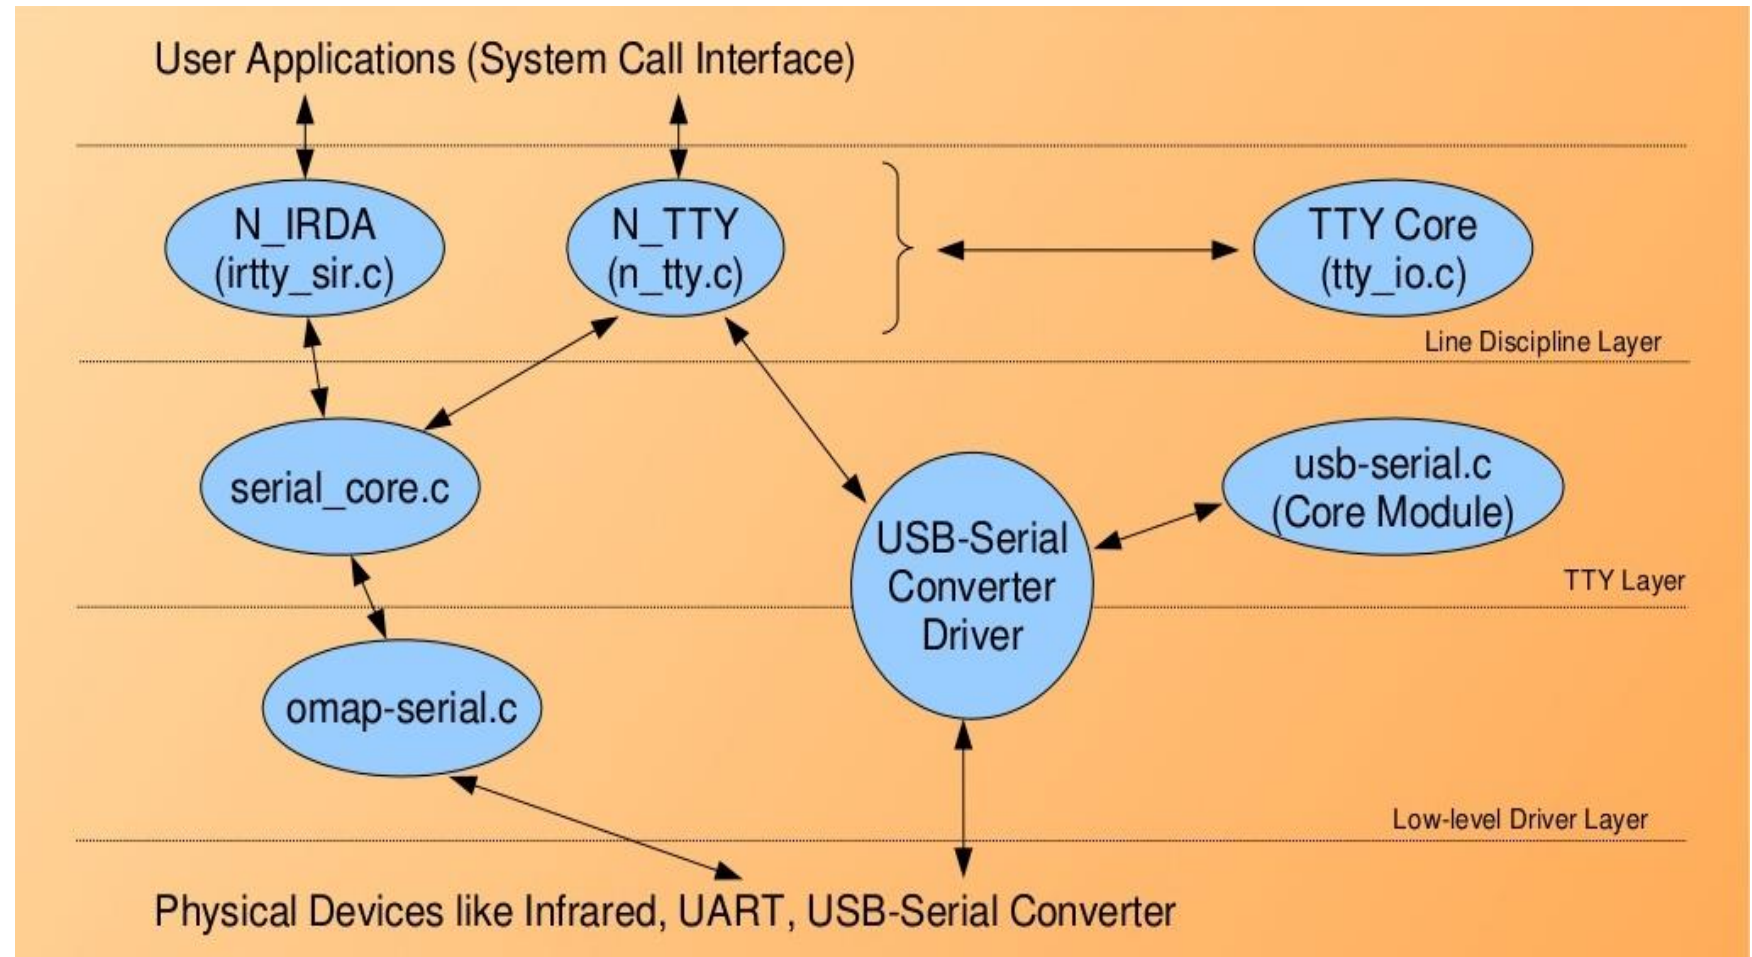 User Applications (System Call Interface)
N_IRDA
(irtty_sir.c)
N_TTY
(n_tty.c)
TTY Core
(tty_io.c)
Line Discipline Layer
serial_core.c
usb-serial.c
(Core Module)
USB-Serial
Converter
Driver
TTY Layer
omap-serial.c
Low-level Driver Layer
Physical Devices like Infrared, UART, USB-Serial Converter